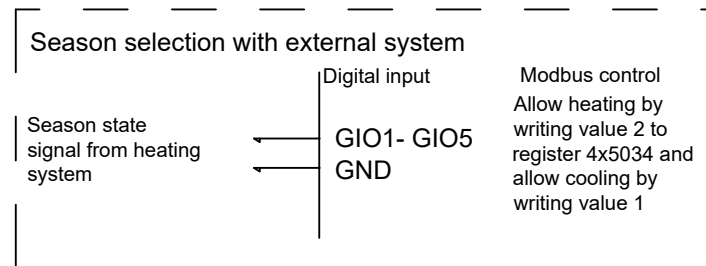 Season selection with external system
Digital input
Modbus control
Season state
signal from heating
system
GIO1- GIO5
GND
Allow heating by
writing value 2 to
register 4x5034 and
allow cooling by
writing value 1